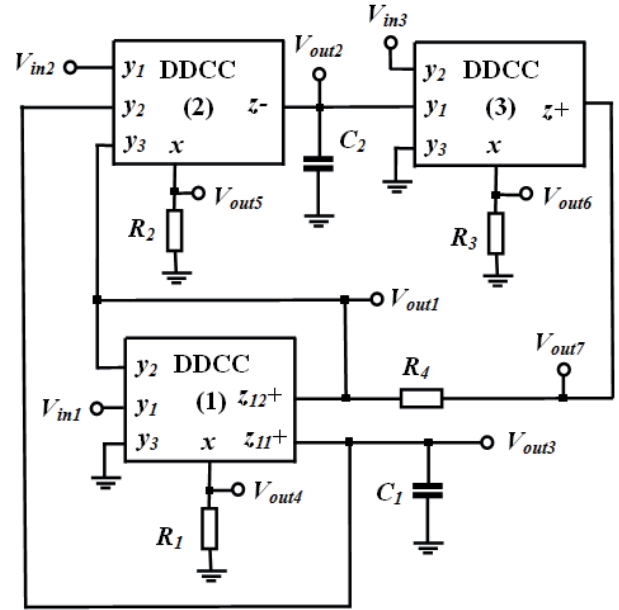 Vin2
y1 DDCC
y2 (2) z-
y3 x
Vout2
C2
Vout5
R2
Vin3
y2 DDCC
y1 (3) z+
y3 x
Vout6
R3
Vout1
y2 DDCC
Vin1 y1 (1) z12+
y3 x z11+
R4
Vout7
Vout3
Vout4
C1
R1